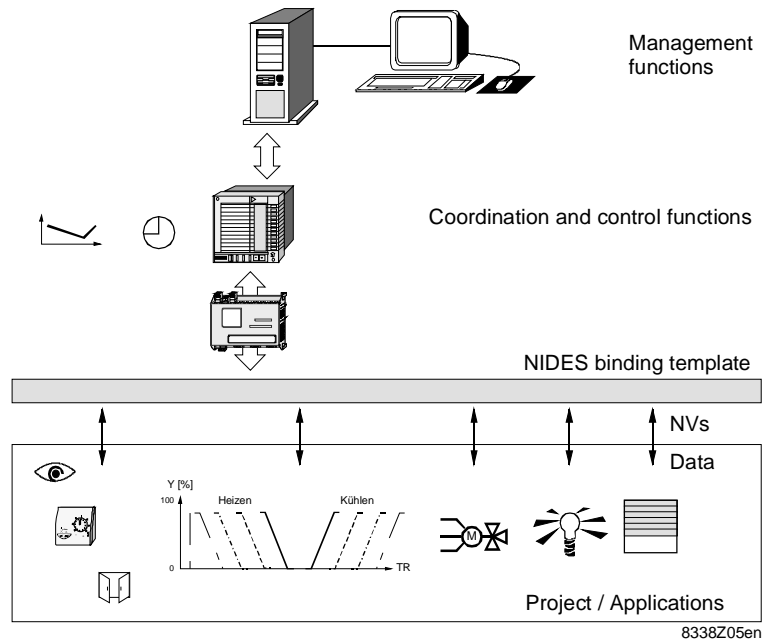 Management
functions
Coordination and control functions
NIDES binding template
NVs
Data
Y [%]
100
Heizen
Kühlen
0
TR
M
Project / Applications
8338Z05en